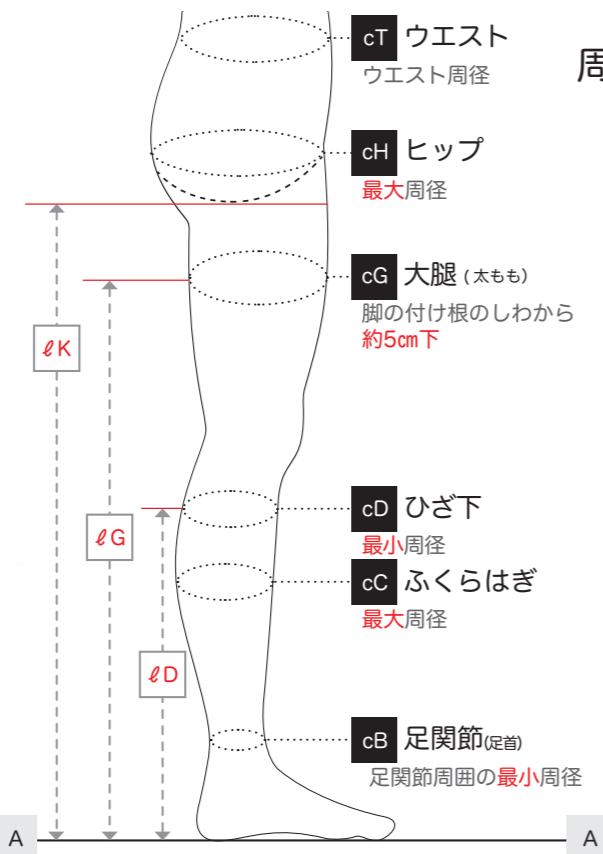 cT ウエスト
ウエスト周径
周
cH ヒップ
最大周径
cG 大腿 (太もも)
脚の付け根のしわから
約5cm下
ℓK
cD ひざ下
最小周径
ℓG
cC ふくらはぎ
最大周径
ℓD
cB 足関節(足首)
足関節周囲の最小周径
A
A